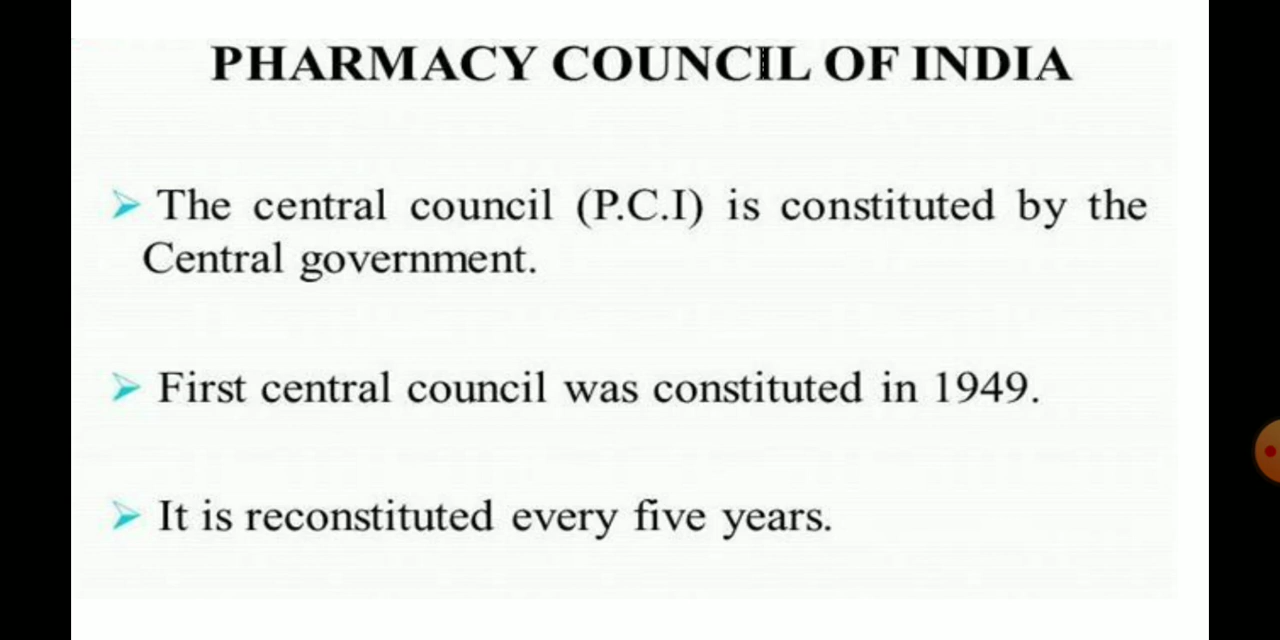 PHARMACY COUNCIL OF INDIA
The central council (P.C.I) is constituted by the
Central government.
First central council was constituted in 1949.
It is reconstituted every five years.